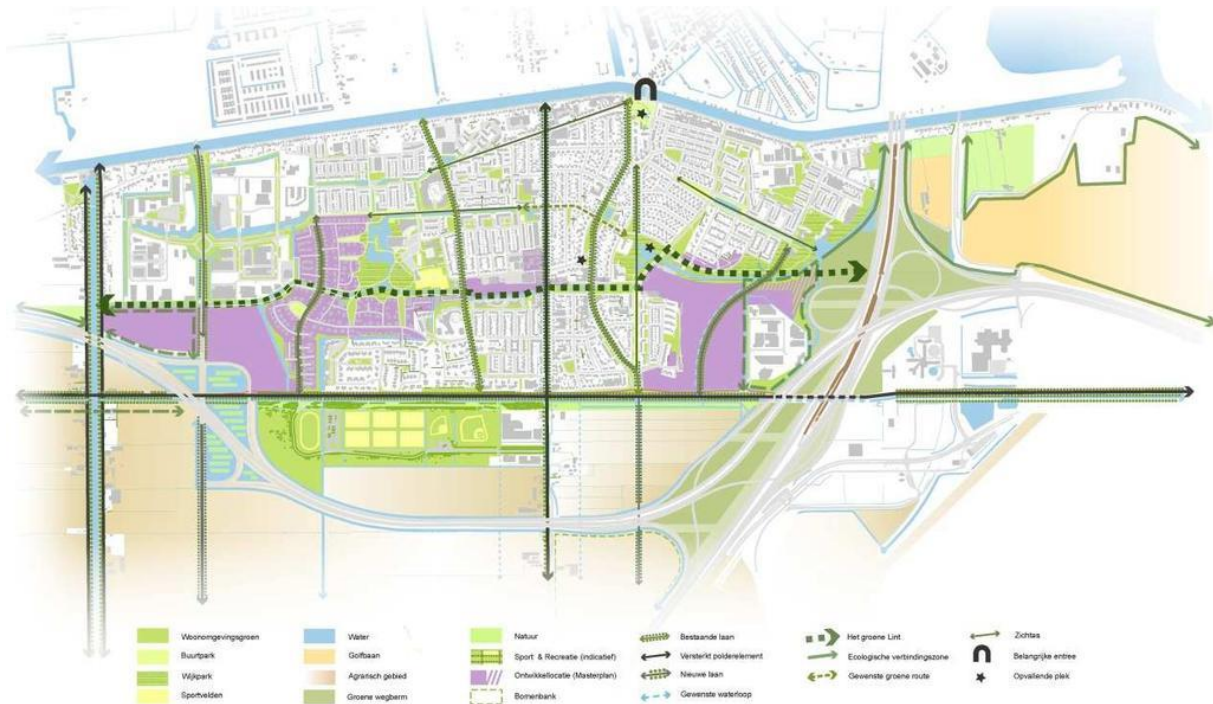 Woonomgevingsgroen
Buurtpark
Wijkpark
Sportvelden
Water
Golfbaan
Agrarisch gebied
Groene wegberm
Natuur
Sport & Recreatie (indicatief)
Ontwikkellocatie (Masterplan)
Bomenbank
Bestaande laan
Versterkt polderelement
Nieuwe laan
Gewenste waterloop
Het groene Lint
Ecologische verbindingszone
Gewenste groene route
Zichtas
Belangrijke entree
Opvallende plek